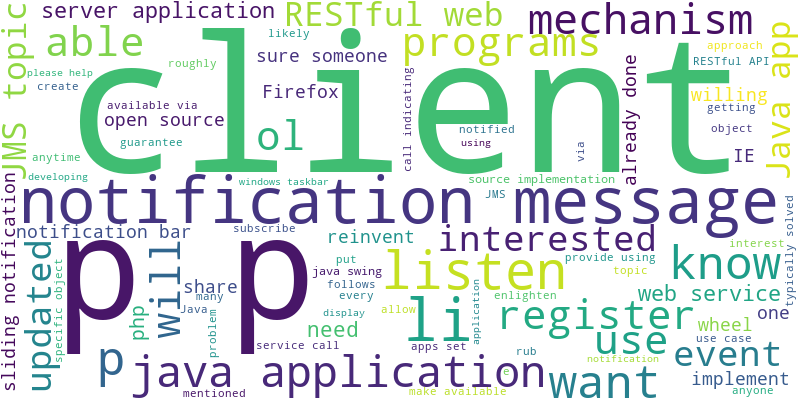 server application
RESTful web
mechanism
JMS topic
able
likely
programs
approach
please help
roughly
sure someone
RESTful API
create
client
Firefox
willing
available via
getting
open source
ol
notified
object
guarantee
using
call indicating
via
already done
IE
Java app
anytime
developing
windows taskbar
source implementation
JMS
notification message
sliding notification
notification bar
subscribe
reinvent
interested
interest
typically solved
p p
updated
will
put
java swing
listen
provide using
know
topic
specific object
share
follows
many
every
enlighten
web service
php
Java
need
allow
li
register
wheel
one
problem
display
application
use
use case
p
service call
apps set
rub
event
notification
java application
e
want
implement
mentioned
make available
anyone